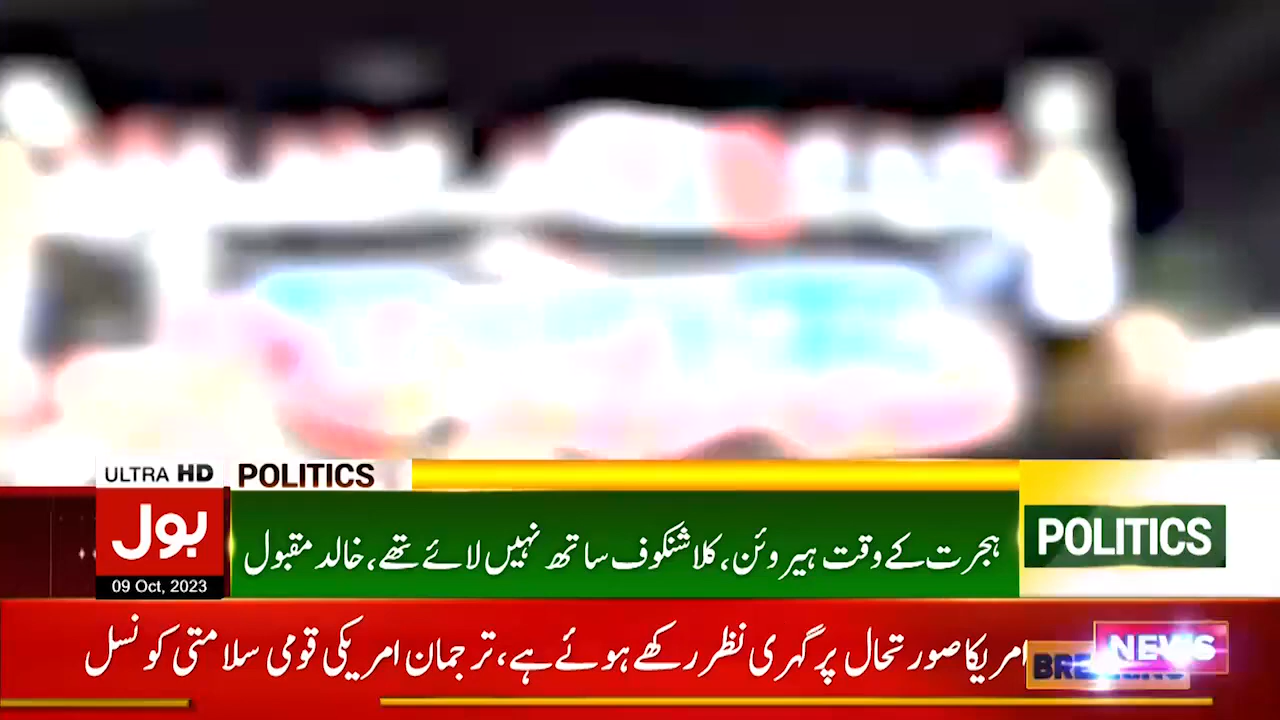 ULTRA HD POLITICS
بول
09 Oct, 2023
ہجرت کے وقت ہیروئن، کلاشنکوف ساتھ نہیں لائے تھے، خالد مقبول
POLITICS
امریکا صورتحال پر گہری نظر رکھے ہوئے ہے، ترجمان امریکی قومی سلامتی کونسل
NEWS